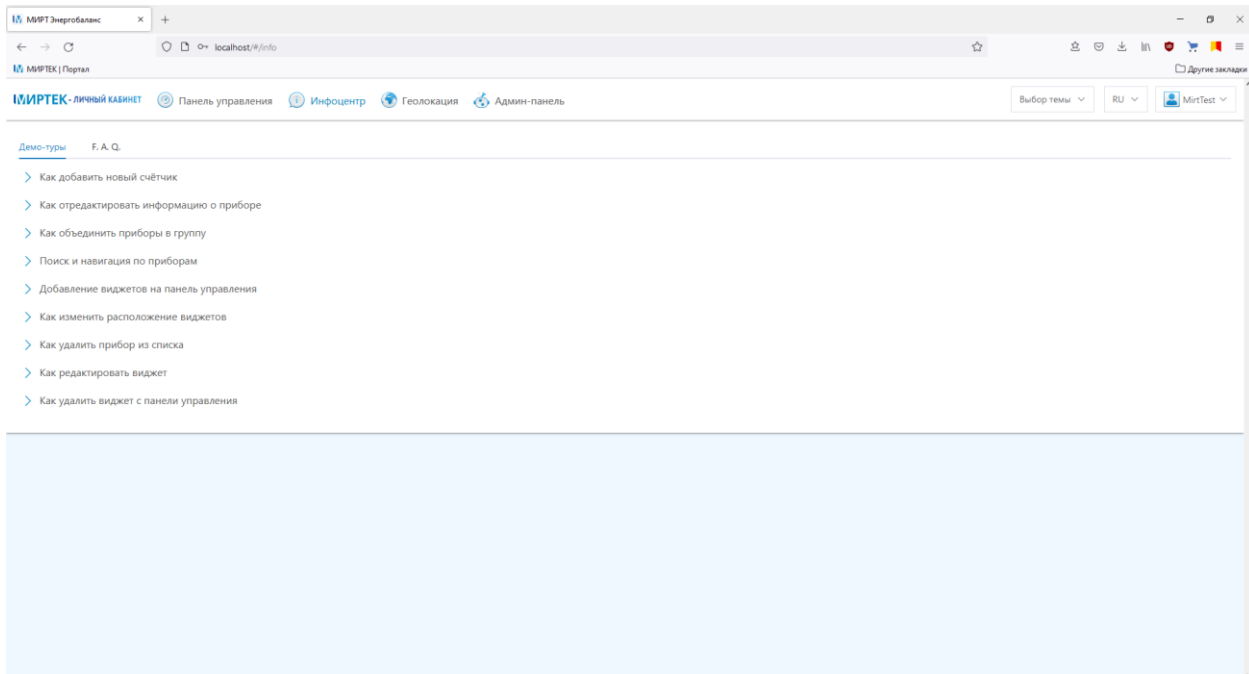 МИРТ Энергобаланс
localhost/#/info
МИРТЕК | Портал
Другие закладки
МИРТЕК - ЛИЧНЫЙ КАБИНЕТ Панель управления Инфоцентр Геолокация Админ-панель Выбор темы RU MirtTest
Демо-туры F. A. Q.
Как добавить новый счётчик
Как отредактировать информацию о приборе
Как объединить приборы в группу
Поиск и навигация по приборам
Добавление виджетов на панель управления
Как изменить расположение виджетов
Как удалить прибор из списка
Как редактировать виджет
Как удалить виджет с панели управления